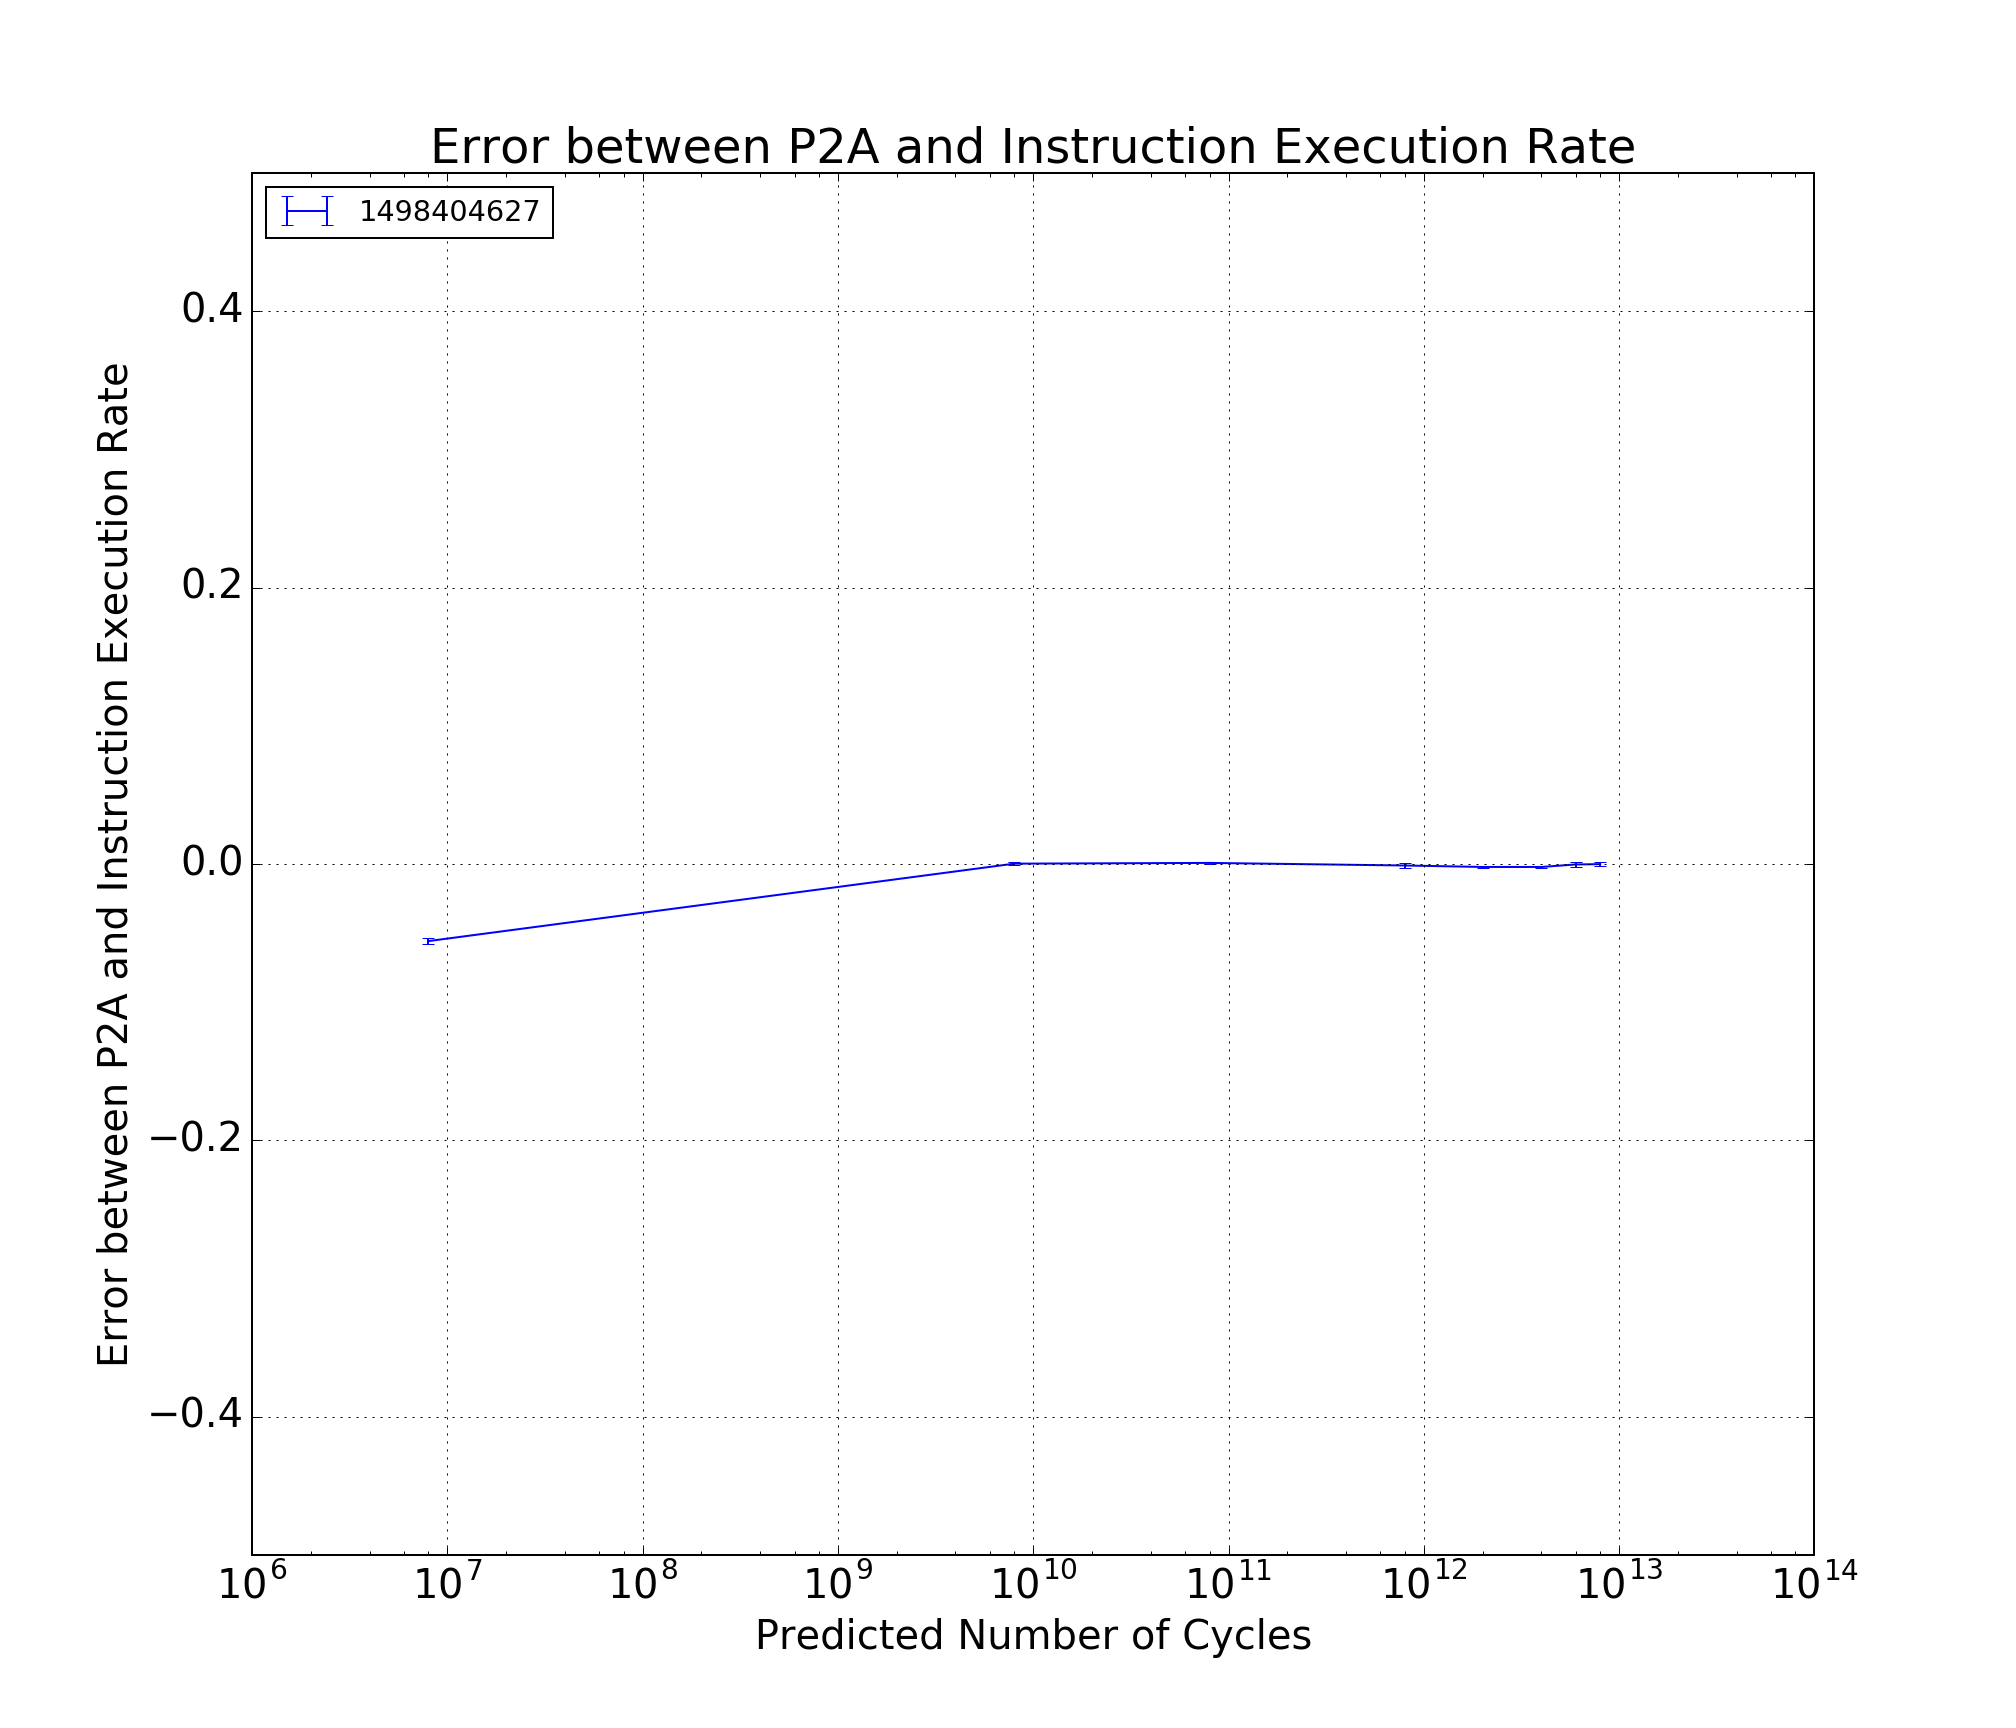 Error between P2A and Instruction Execution Rate
1498404627
0.4
0.2
0.0
−0.2
−0.4
Error between P2A and Instruction Execution Rate
10^6 10^7 10^8 10^9 10^10 10^11 10^12 10^13 10^14
Predicted Number of Cycles